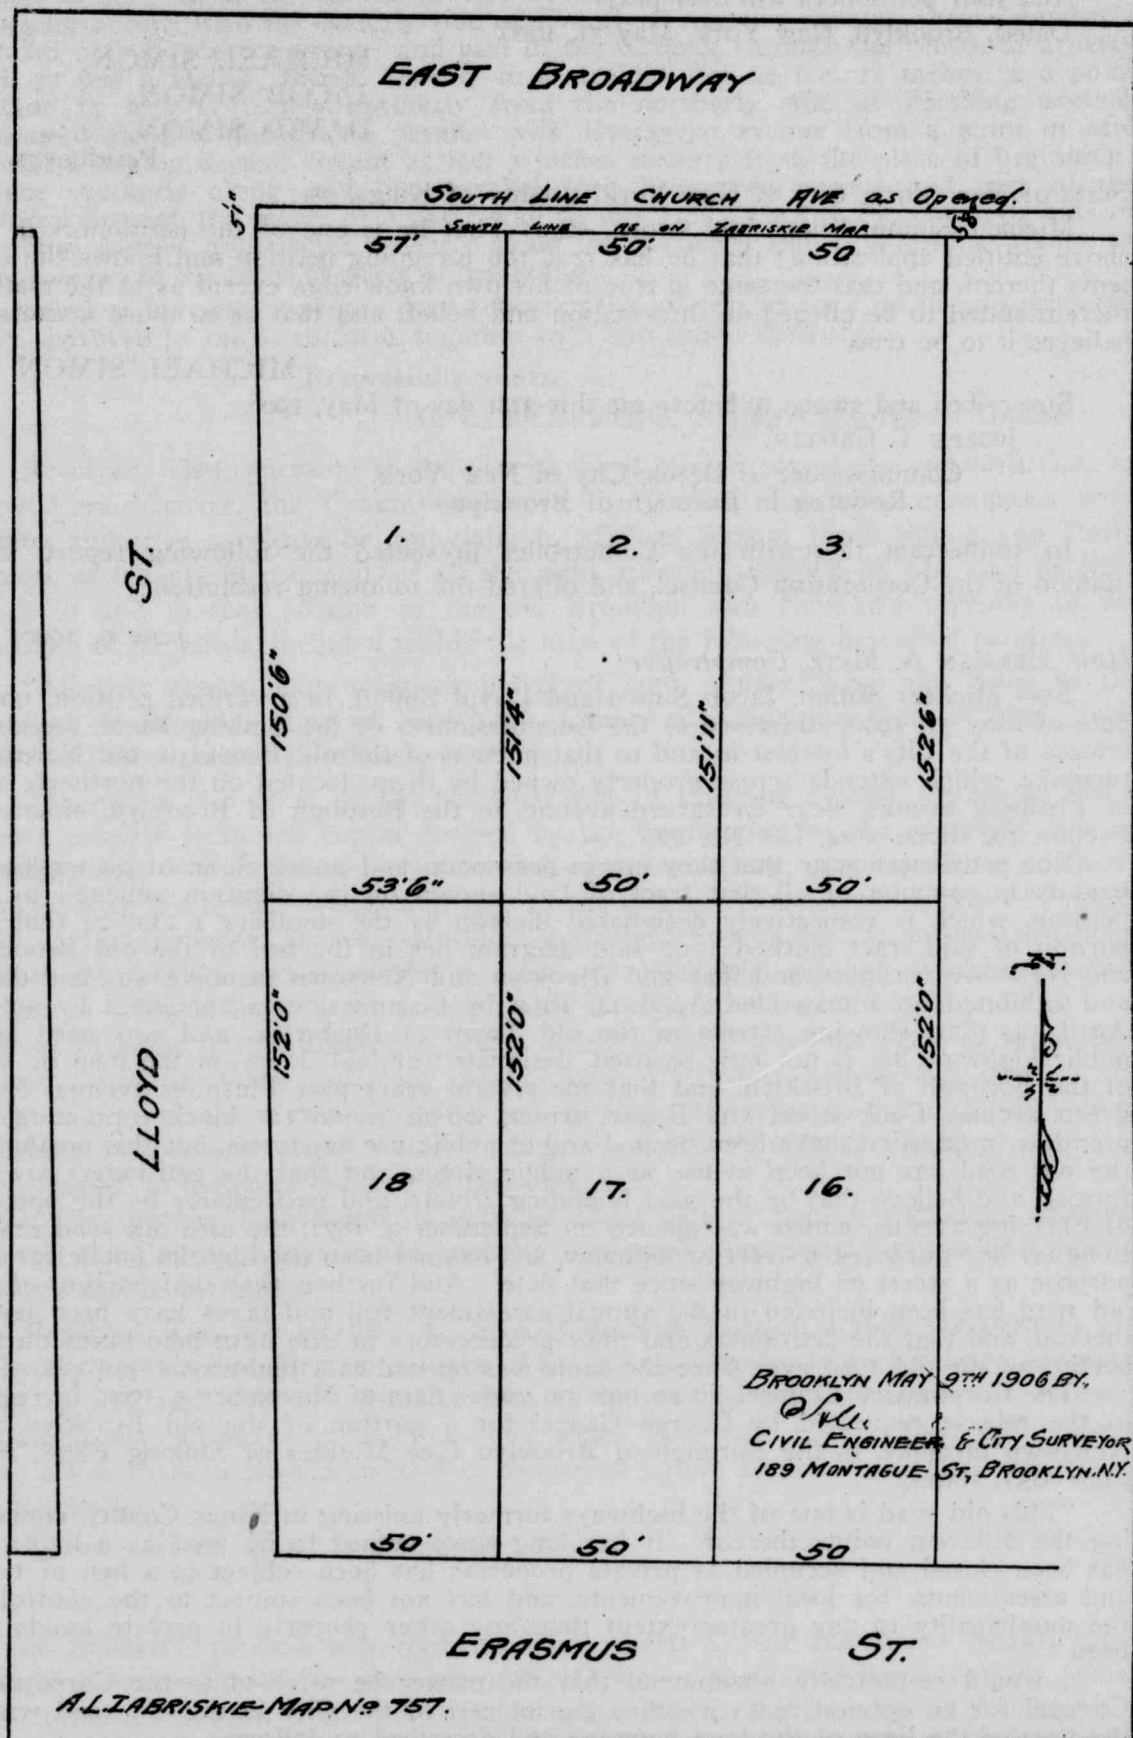 EAST BROADWAY
SOUTH LINE CHURCH AVE as Opened.
51"
SOUTH LINE AS ON ZABRISKIE MAP
57' 50' 50
1. 2. 3.
ST.
150'6" 151'4" 151'11" 152'6"
53'6" 50' 50'
LLOYD
152'0" 152'0" 152'0"
18 17. 16.
BROOKLYN MAY 9TH 1906 BY,
CIVIL ENGINEER & CITY SURVEYOR
189 MONTAGUE ST, BROOKLYN.N.Y.
50' 50' 50
ERASMUS ST.
A.L.ZABRISKIE-MAP No 757.